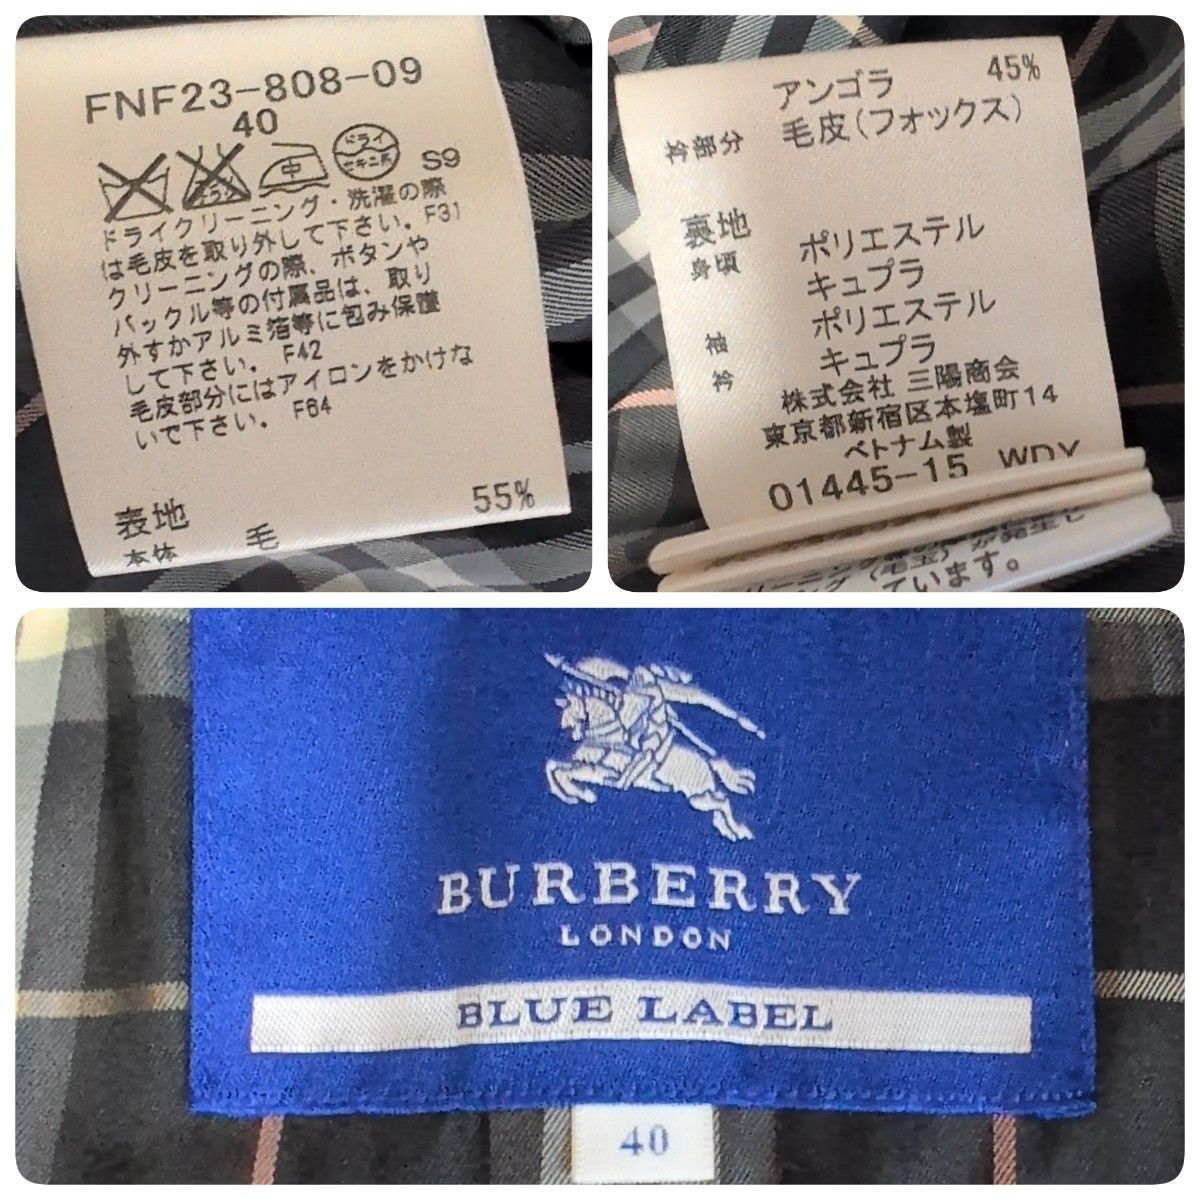 FNF23-808-09
40
ドライ
セキユ系
S9
ドライクリーニング・洗濯の際
は毛皮を取り外して下さい。F31
クリーニングの際、ボタンや
バックル等の付属品は、取り
外すかアルミ箔等に包み保護
して下さい。 F42
毛皮部分にはアイロンをかけな
いで下さい。 F64
表地
本体 毛 55%
アンゴラ 45%
衿部分 毛皮(フォックス)
裏地
身頃 ポリエステル
キュプラ
袖 ポリエステル
衿 キュプラ
株式会社 三陽商会
東京都新宿区本塩町14
ベトナム製
01445-15 WDY
ています。
BURBERRY
LONDON
BLUE LABEL
40